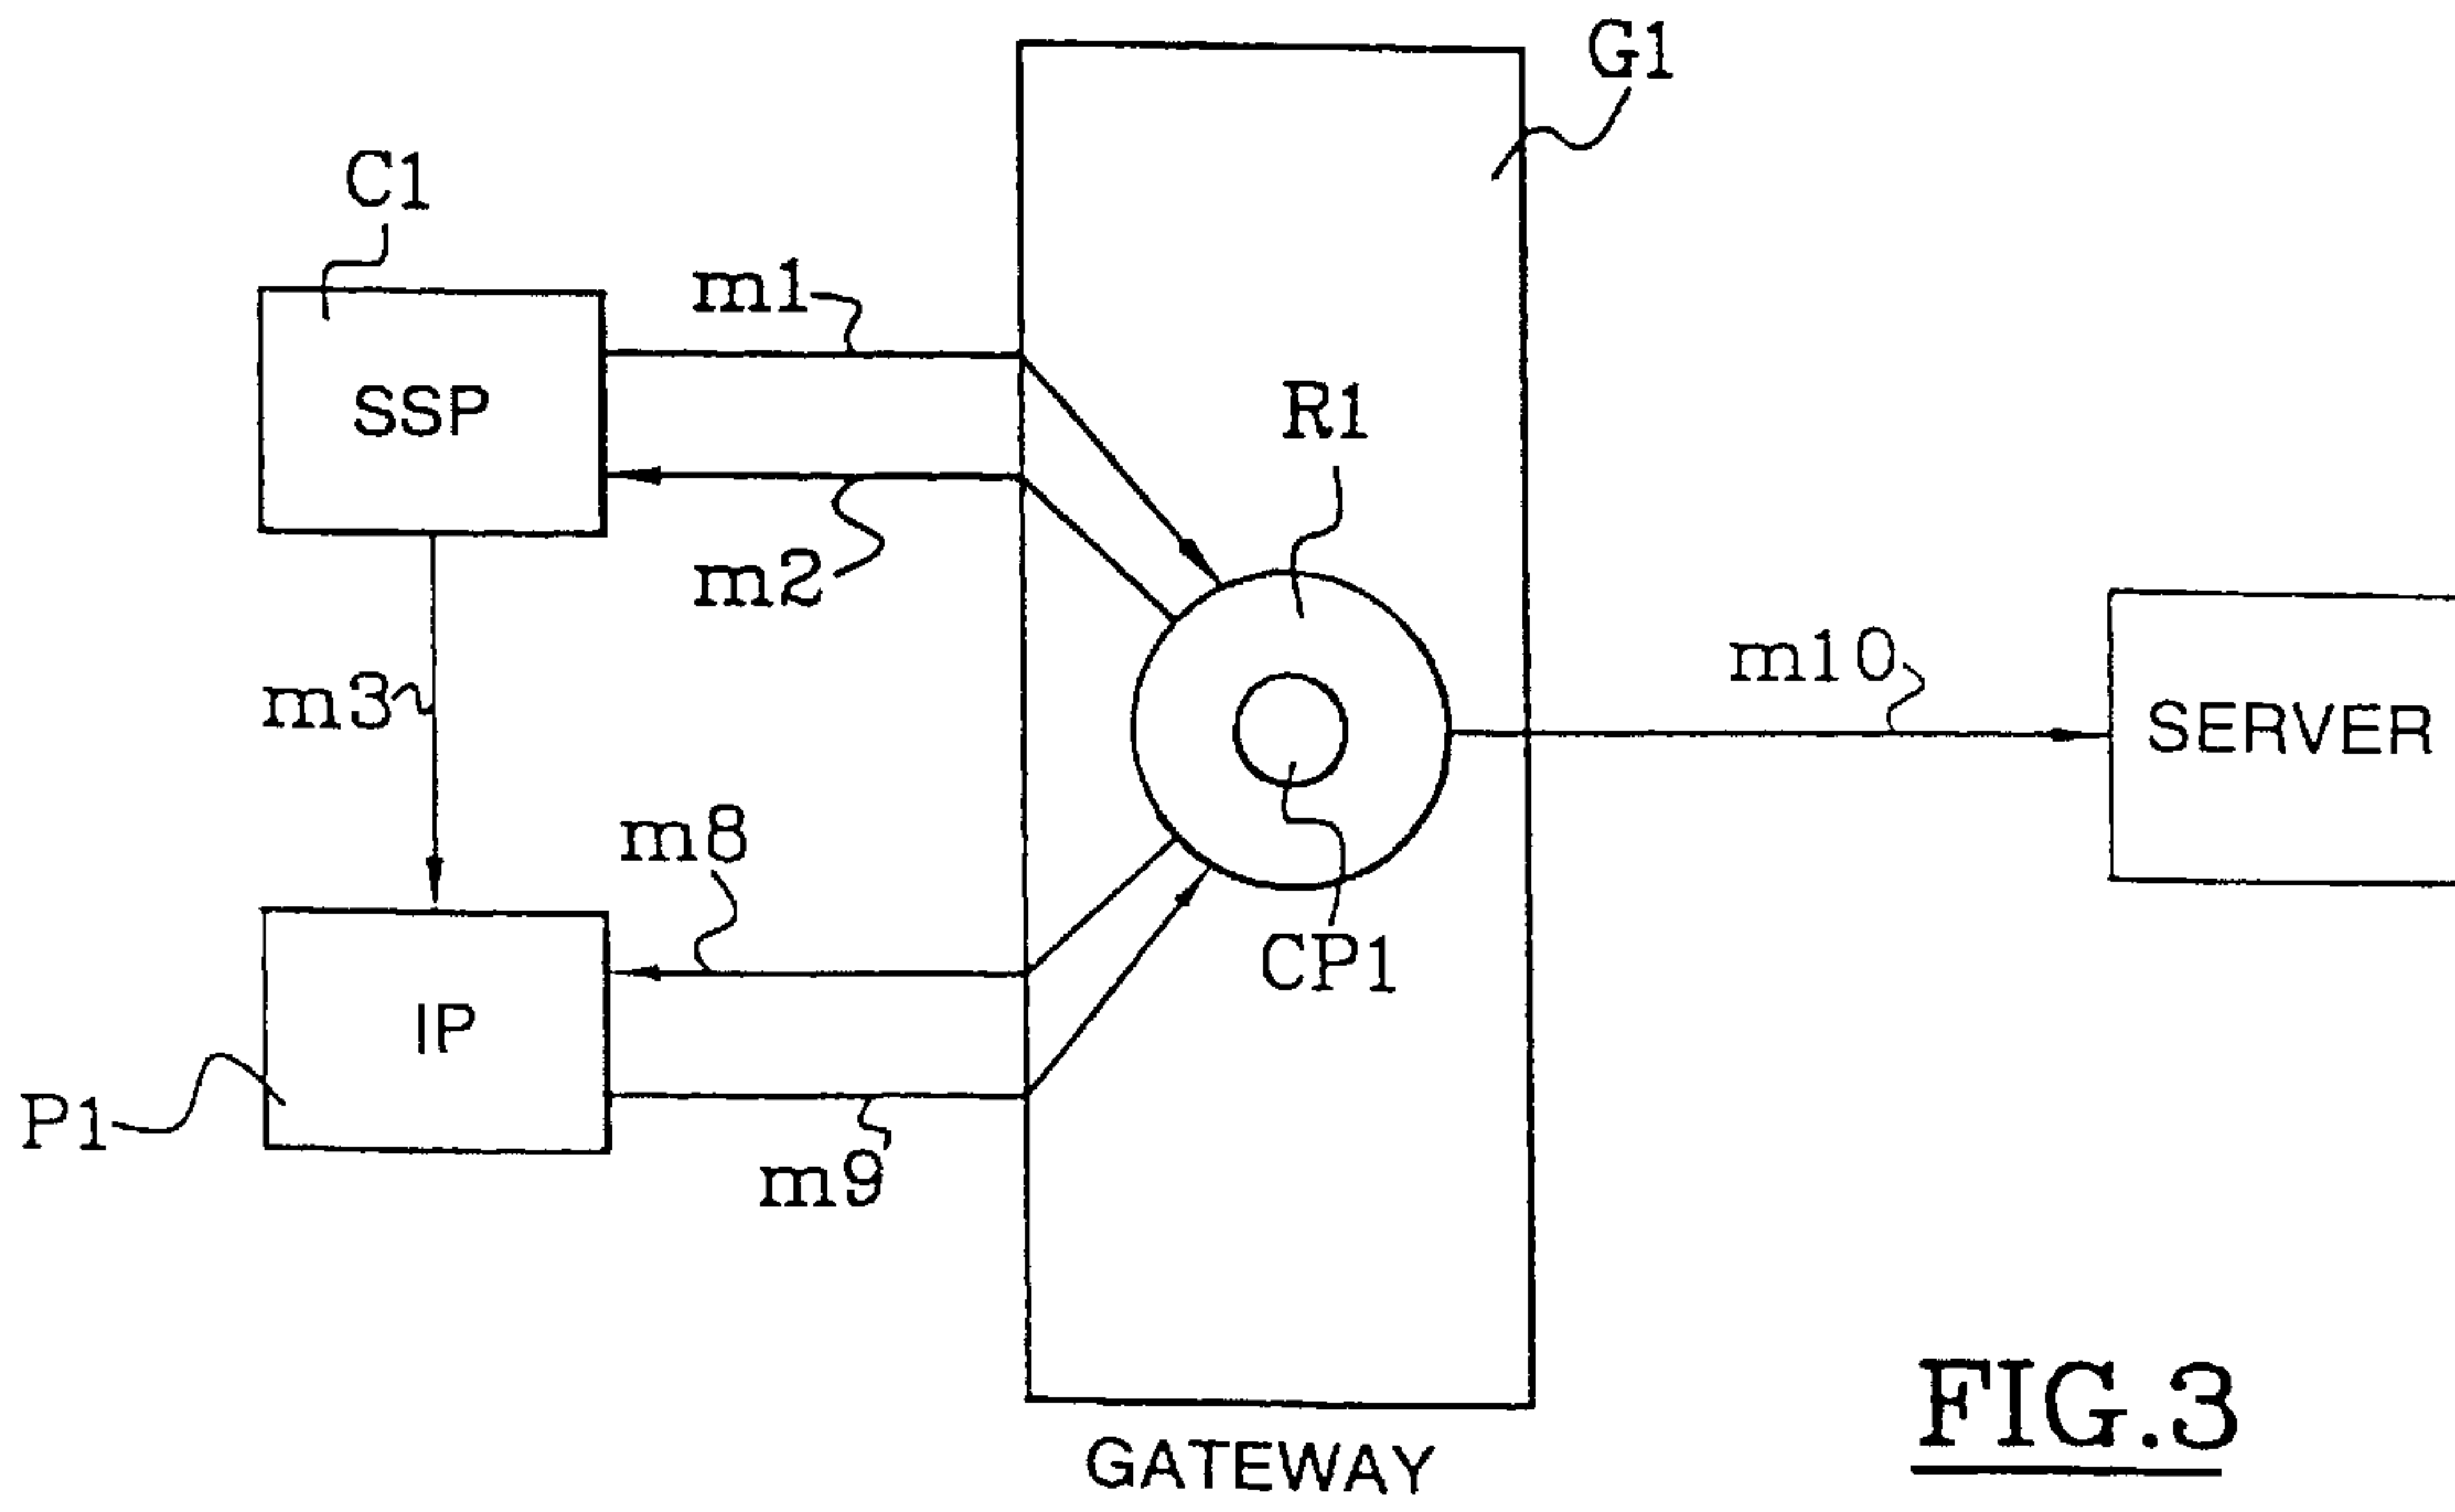 G1
C1
m1
SSP
R1
m2
m10
m3
SERVER
m8
CP1
IP
P1
m9
FIG.3
GATEWAY